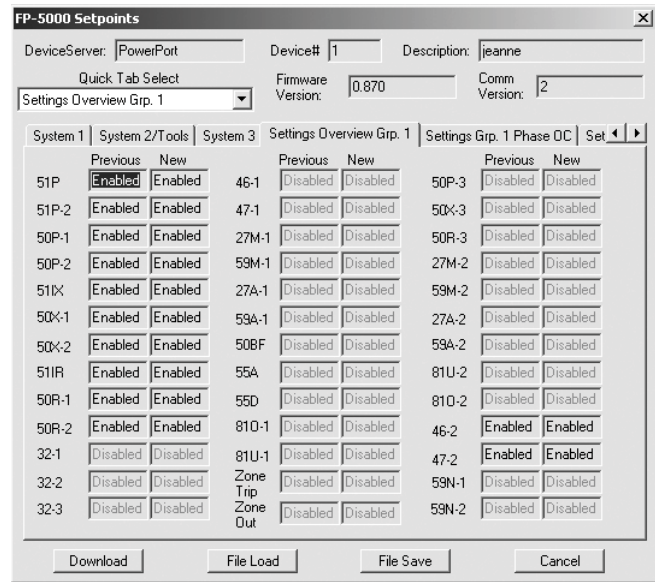 FP-5000 Setpoints
DeviceServer: PowerPort Device# 1 Description: jeanne
Quick Tab Select Firmware Version: 0.870 Comm Version: 2
Settings Overview Grp. 1
System 1 System 2/Tools System 3 Settings Overview Grp. 1 Settings Grp. 1 Phase OC Set
Previous New Previous New Previous New
51P Enabled Enabled 46-1 Disabled Disabled 50P-3 Disabled Disabled
51P-2 Enabled Enabled 47-1 Disabled Disabled 50X-3 Disabled Disabled
50P-1 Enabled Enabled 27M-1 Disabled Disabled 50R-3 Disabled Disabled
50P-2 Enabled Enabled 59M-1 Disabled Disabled 27M-2 Disabled Disabled
51IX Enabled Enabled 27A-1 Disabled Disabled 59M-2 Disabled Disabled
50X-1 Enabled Enabled 59A-1 Disabled Disabled 27A-2 Disabled Disabled
50X-2 Enabled Enabled 50BF Disabled Disabled 59A-2 Disabled Disabled
51IR Enabled Enabled 55A Disabled Disabled 81U-2 Disabled Disabled
50R-1 Enabled Enabled 55D Disabled Disabled 81O-2 Disabled Disabled
50R-2 Enabled Enabled 81O-1 Disabled Disabled 46-2 Enabled Enabled
32-1 Disabled Disabled 81U-1 Disabled Disabled 47-2 Enabled Enabled
32-2 Disabled Disabled Zone Trip Disabled Disabled 59N-1 Disabled Disabled
32-3 Disabled Disabled Zone Out Disabled Disabled 59N-2 Disabled Disabled
Download File Load File Save Cancel